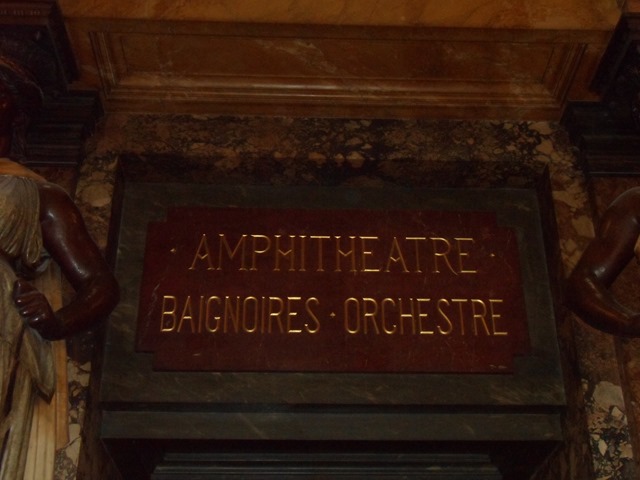 · AMPHITHEATRE ·
BAIGNOIRES · ORCHESTRE